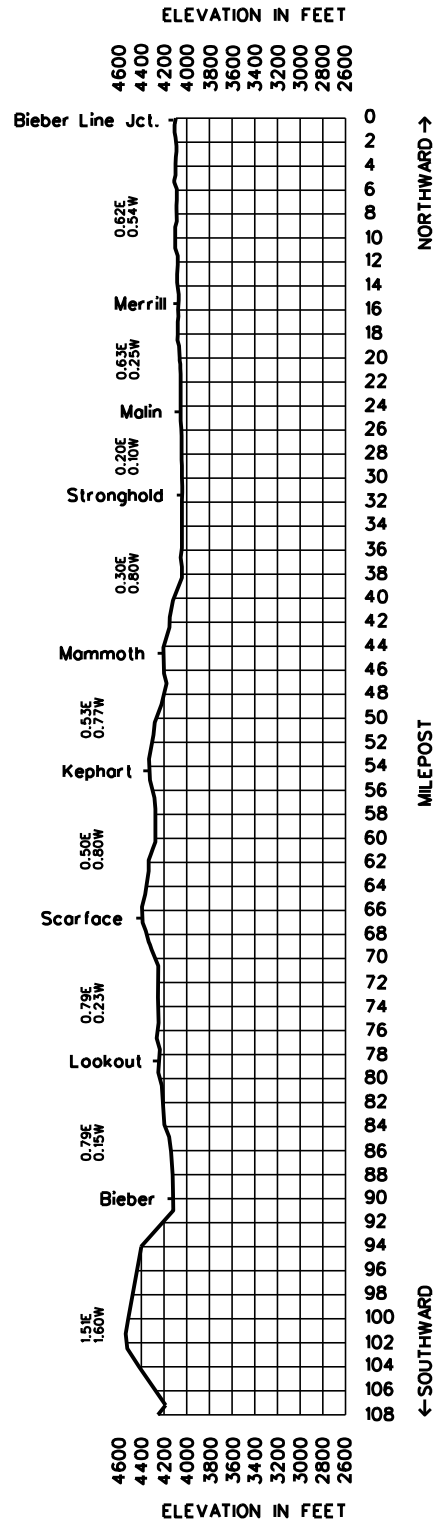 ELEVATION IN FEET
4600 4400 4200 4000 3800 3600 3400 3200 3000 2800 2600
Bieber Line Jct.
0
2
4
6
0.62E
0.54W
8
10
NORTHWARD →
12
14
Merrill
16
18
0.63E
0.25W
20
22
Malin
24
26
0.20E
0.10W
28
30
Stronghold
32
34
36
0.30E
0.80W
38
40
42
Mammoth
44
46
48
0.53E
0.77W
50
52
Kephart
54
56
MILEPOST
58
60
0.50E
0.80W
62
64
Scarface
66
68
70
72
0.79E
0.23W
74
76
Lookout
78
80
82
84
0.79E
0.15W
86
88
Bieber
90
92
94
96
98
1.51E
1.60W
100
102
104
106
108
← SOUTHWARD
4600 4400 4200 4000 3800 3600 3400 3200 3000 2800 2600
ELEVATION IN FEET